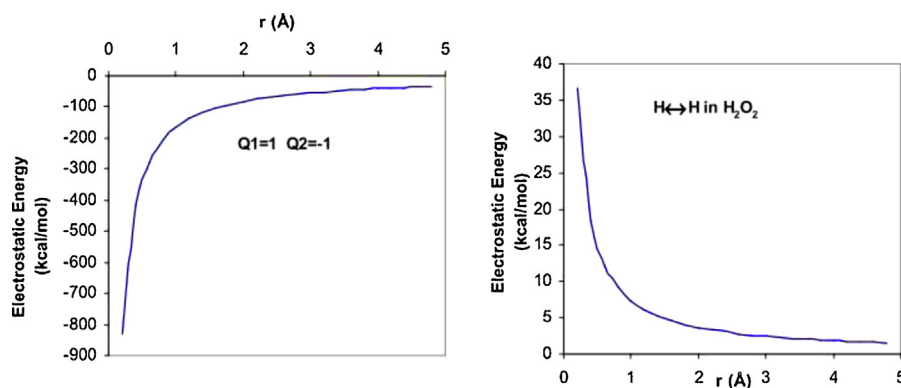 r (Å)
0 1 2 3 4 5
0
-100
-200
-300
-400
-500
-600
-700
-800
-900
Electrostatic Energy
(kcal/mol)
Q1=1 Q2=-1
40
35
30
25
20
15
10
5
0
Electrostatic Energy
(kcal/mol)
H↔H in H₂O₂
0 1 2 3 4 5
r (Å)